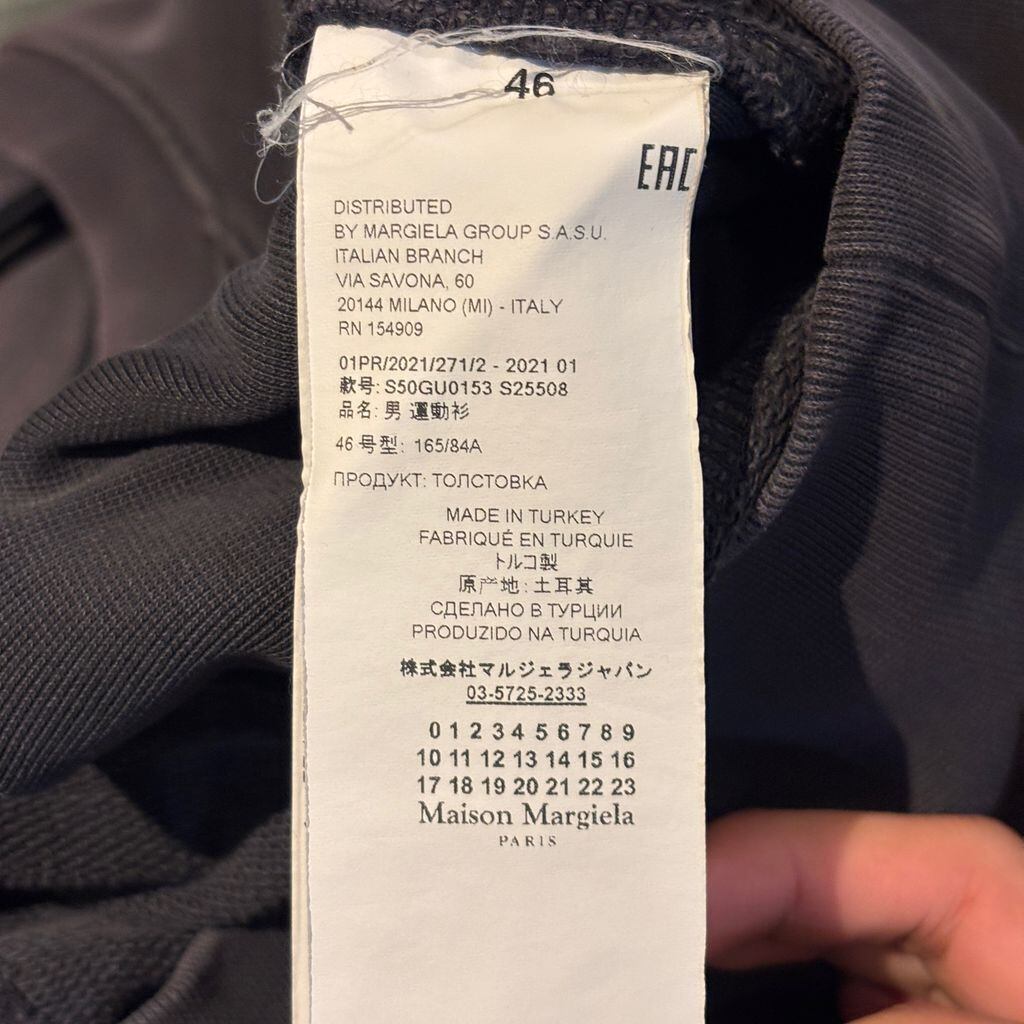 46
EAC
DISTRIBUTED
BY MARGIELA GROUP S.A.S.U.
ITALIAN BRANCH
VIA SAVONA, 60
20144 MILANO (MI) - ITALY
RN 154909
01PR/2021/271/2 - 2021 01
款号: S50GU0153 S25508
品名: 男 運動衫
46 号型: 165/84A
ПРОДУКТ: ТОЛСТОВКА
MADE IN TURKEY
FABRIQUÉ EN TURQUIE
トルコ製
原产地: 土耳其
СДЕЛАНО В ТУРЦИИ
PRODUZIDO NA TURQUIA
株式会社マルジェラジャパン
03-5725-2333
0 1 2 3 4 5 6 7 8 9
10 11 12 13 14 15 16
17 18 19 20 21 22 23
Maison Margiela
PARIS